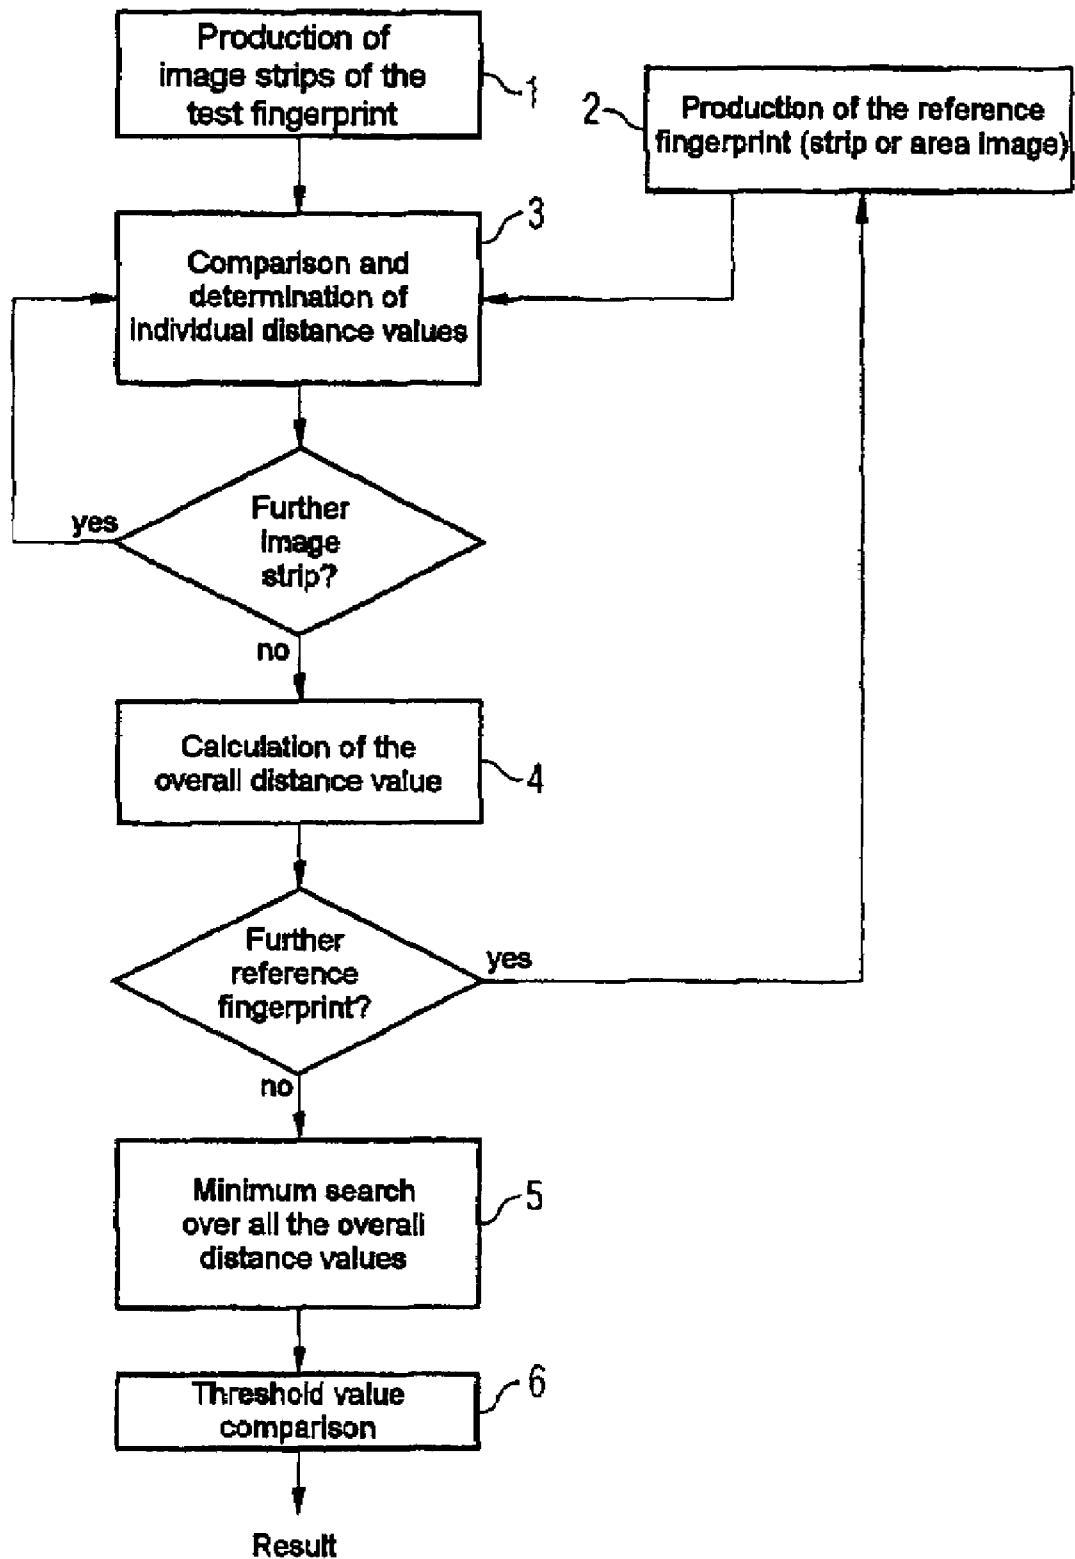 Production of
image strips of the
test fingerprint
1
2
Production of the reference
fingerprint (strip or area image)
3
Comparison and
determination of
individual distance values
yes
Further
image
strip?
no
Calculation of the
overall distance value
4
Further
reference
fingerprint?
yes
no
Minimum search
over all the overall
distance values
5
Threshold value
comparison
6
Result